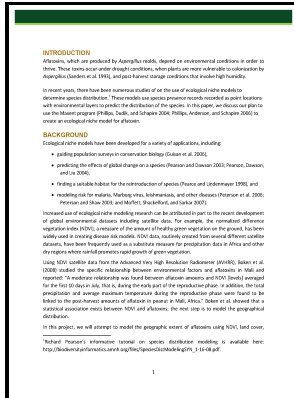 INTRODUCTION
Aflatoxins, which are produced by Aspergillus molds, depend on environmental conditions in order to
thrive. These toxins occur under drought conditions, when plants are more vulnerable to colonization by
Aspergillus (Sanders et al. 1993), and post-harvest storage conditions that involve high humidity.
In recent years, there have been numerous studies of on the use of ecological niche models to
determine species distribution.¹ These models use species presence records recorded as point locations
with environmental layers to predict the distribution of the species. In this paper, we discuss our plan to
use the Maxent program (Phillips, Dudík, and Schapire 2004; Phillips, Anderson, and Schapire 2006) to
create an ecological niche model for aflatoxin.
BACKGROUND
Ecological niche models have been developed for a variety of applications, including:
• guiding population surveys in conservation biology (Guisan et al. 2006),
• predicting the effects of global change on a species (Pearson and Dawson 2003; Pearson, Dawson,
and Liu 2004),
• finding a suitable habitat for the reintroduction of species (Pearce and Lindenmayer 1998), and
• modeling risk for malaria, Marburg virus, leishmaniasis, and other diseases (Peterson et al. 2006;
Peterson and Shaw 2003; and Moffett, Shackelford, and Sarkar 2007).
Increased use of ecological niche modeling research can be attributed in part to the recent development
of global environmental datasets including satellite data. For example, the normalized difference
vegetation index (NDVI), a measure of the amount of healthy green vegetation on the ground, has been
widely used in creating disease risk models. NDVI data, routinely created from several different satellite
datasets, have been frequently used as a substitute measure for precipitation data in Africa and other
dry regions where rainfall promotes rapid growth of green vegetation.
Using NDVI satellite data from the Advanced Very High Resolution Radiometer (AVHRR), Boken et al.
(2008) studied the specific relationship between environmental factors and aflatoxins in Mali and
reported: "A moderate relationship was found between aflatoxin amounts and NDVI [levels] averaged
for the first 10 days in July, that is, during the early part of the reproductive phase. In addition, the total
precipitation and average maximum temperature during the reproductive phase were found to be
linked to the post-harvest amounts of aflatoxin in peanut in Mali, Africa." Boken et al. showed that a
statistical association exists between NDVI and aflatoxins; the next step is to model the geographical
distribution.
In this project, we will attempt to model the geographic extent of aflatoxins using NDVI, land cover,
¹Richard Pearson's informative tutorial on species distribution modeling is available here:
http://biodiversityinformatics.amnh.org/files/SpeciesDistModelingSYN_1-16-08.pdf.
1